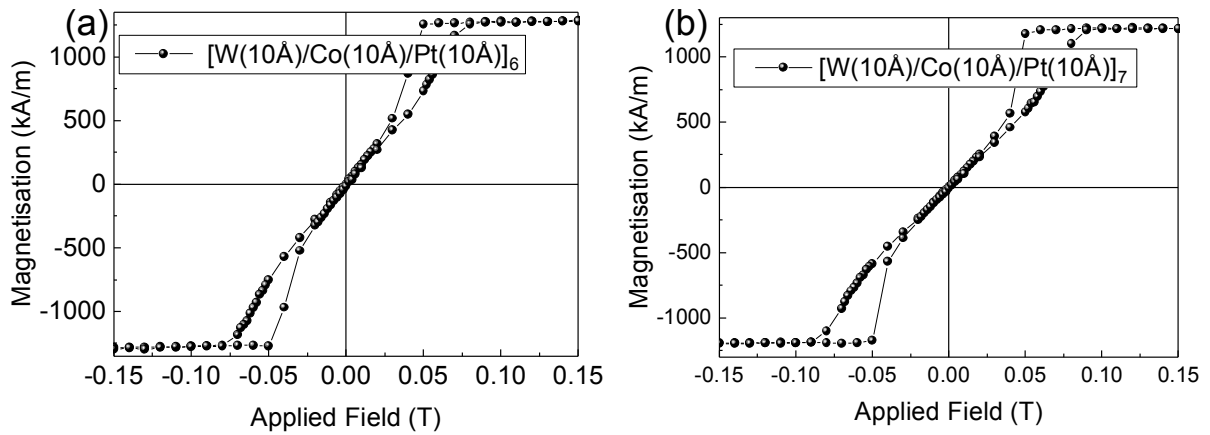 (a)
[W(10Å)/Co(10Å)/Pt(10Å)]₆
Magnetisation (kA/m)
1000
500
0
-500
-1000
-0.15 -0.10 -0.05 0.00 0.05 0.10 0.15
Applied Field (T)
(b)
[W(10Å)/Co(10Å)/Pt(10Å)]₇
Magnetisation (kA/m)
1000
500
0
-500
-1000
-0.15 -0.10 -0.05 0.00 0.05 0.10 0.15
Applied Field (T)